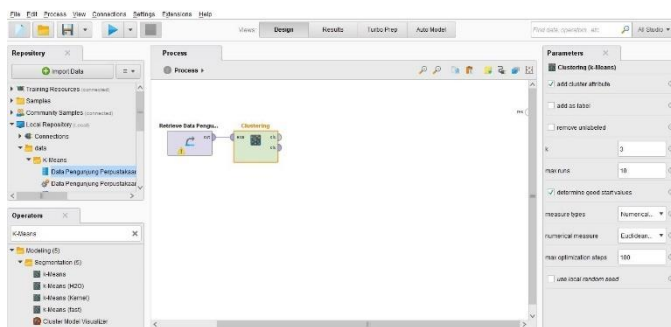 File Edit Process View Connections Settings Extensions Help
Views: Design Results Turbo Prep Auto Model
Find data, operators...etc All Studio
Repository
Import Data
Training Resources (connected)
Samples
Community Samples (connected)
Local Repository (Local)
Connections
data
K-Means
Data Pengunjung Perpustakaan
Data Pengunjung Perpustakaan
Operators
K-Means
Modeling (5)
Segmentation (5)
k-Means
k-Means (H2O)
k-Means (Kernel)
k-Means (fast)
Cluster Model Visualizer
Process
Process
Retrieve Data Pengu... Clustering
out exa clu
clu
res
Parameters
Clustering (k-Means)
add cluster attribute
add as label
remove unlabeled
k 3
max runs 10
determine good start values
measure types Numerical...
numerical measure Euclidean...
max optimization steps 100
use local random seed